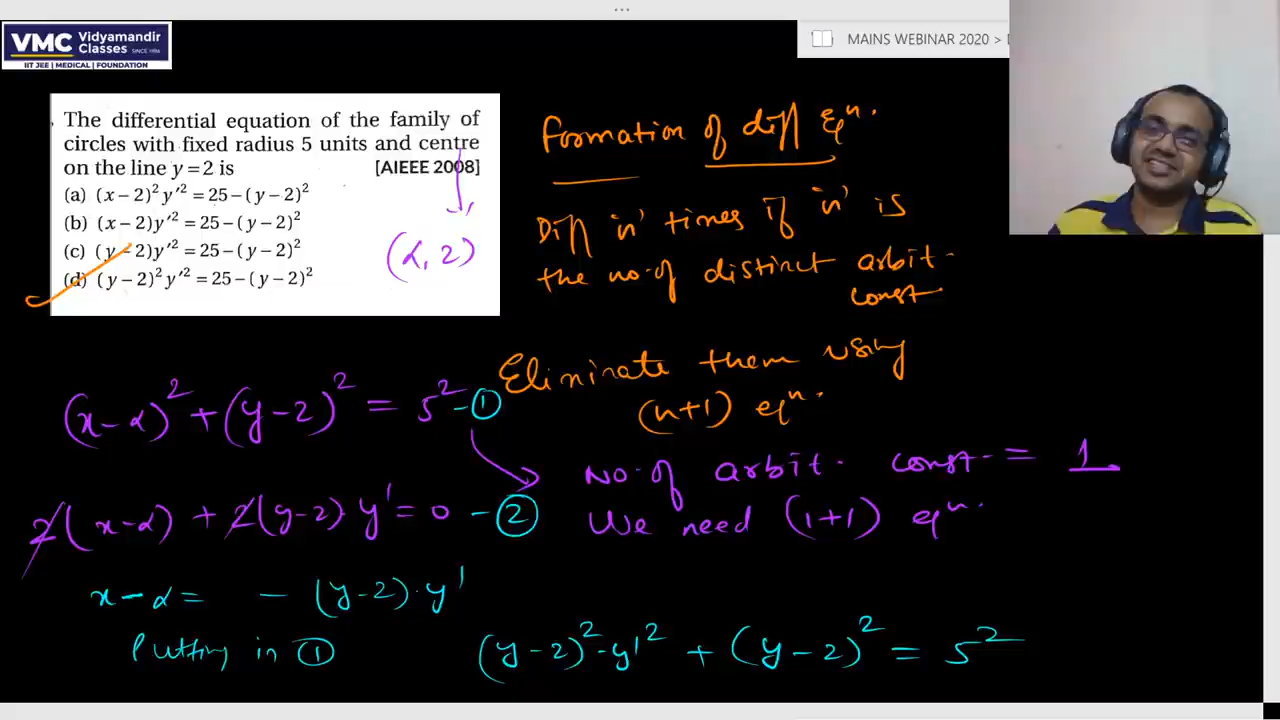 VMC Vidyamandir Classes SINCE 1986
IIT JEE | MEDICAL | FOUNDATION
MAINS WEBINAR 2020 >
The differential equation of the family of
circles with fixed radius 5 units and centre
on the line y = 2 is [AIEEE 2008]
(a) (x − 2)² y′² = 25 − (y − 2)²
(b) (x − 2)y′² = 25 − (y − 2)²
(c) (y − 2)y′² = 25 − (y − 2)²
(d) (y − 2)² y′² = 25 − (y − 2)²
(α, 2)
Formation of diff Eqⁿ.
Diff 'n' times if 'n' is
the no. of distinct arbit.
const
Eliminate them using
(n+1) eqⁿ.
(x-α)² + (y-2)² = 5² - ①
No. of arbit. const. = 1
2(x-α) + 2(y-2) y' = 0 - ②
We need (1+1) eqⁿ.
x-α = - (y-2).y'
Putting in ①
(y-2)².y'² + (y-2)² = 5²